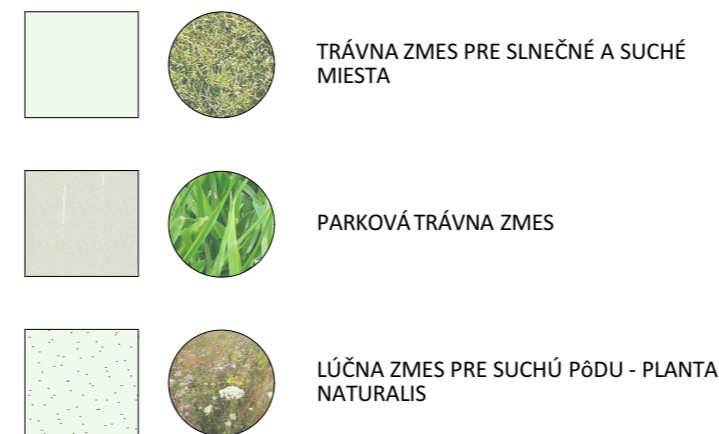 TRÁVNA ZMES PRE SLNEČNÉ A SUCHÉ
MIESTA
PARKOVÁ TRÁVNA ZMES
LÚČNA ZMES PRE SUCHÚ PôDU - PLANTA
NATURALIS